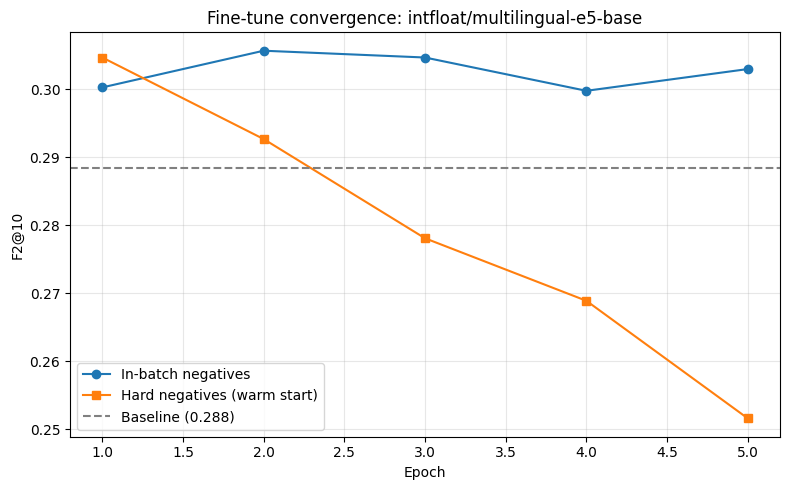 Fine-tune convergence: intfloat/multilingual-e5-base
F2@10
0.30
0.29
0.28
0.27
0.26
0.25
In-batch negatives
Hard negatives (warm start)
Baseline (0.288)
1.0 1.5 2.0 2.5 3.0 3.5 4.0 4.5 5.0
Epoch